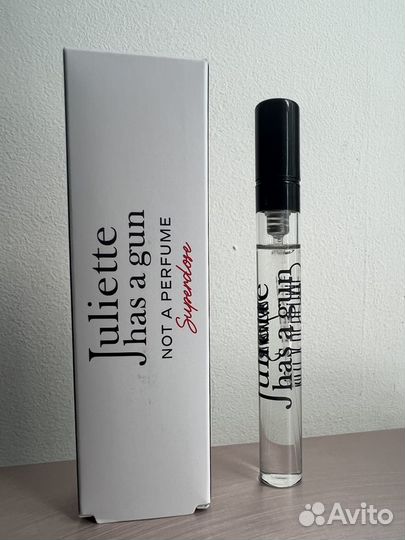 Juliette
has a gun
NOT A PERFUME
Superdose
Juliette
has a gun
Avito